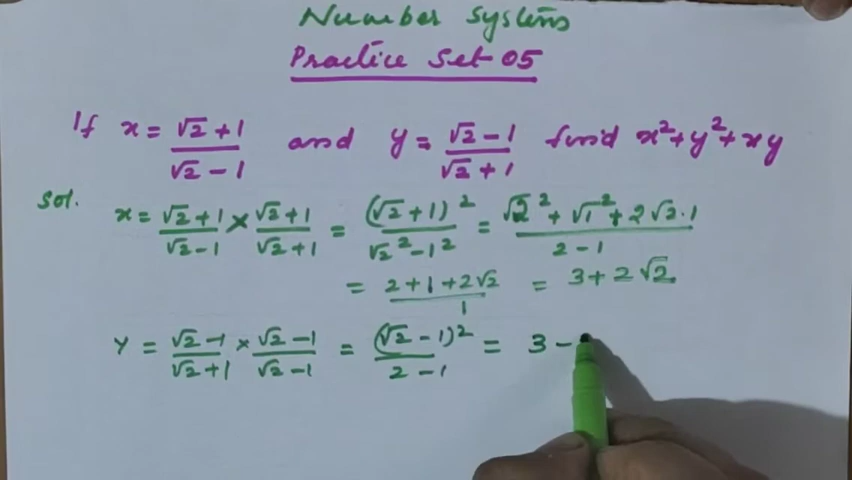 Number Systems
Practice Set-05
If x = √2+1/√2-1 and y = √2-1/√2+1 find x²+y²+xy
Sol. x = √2+1/√2-1 × √2+1/√2+1 = (√2+1)²/√2²-1² = √2²+√1²+2√2·1/2-1
= 2+1+2√2/1 = 3+2√2
Y = √2-1/√2+1 × √2-1/√2-1 = (√2-1)²/2-1 = 3-